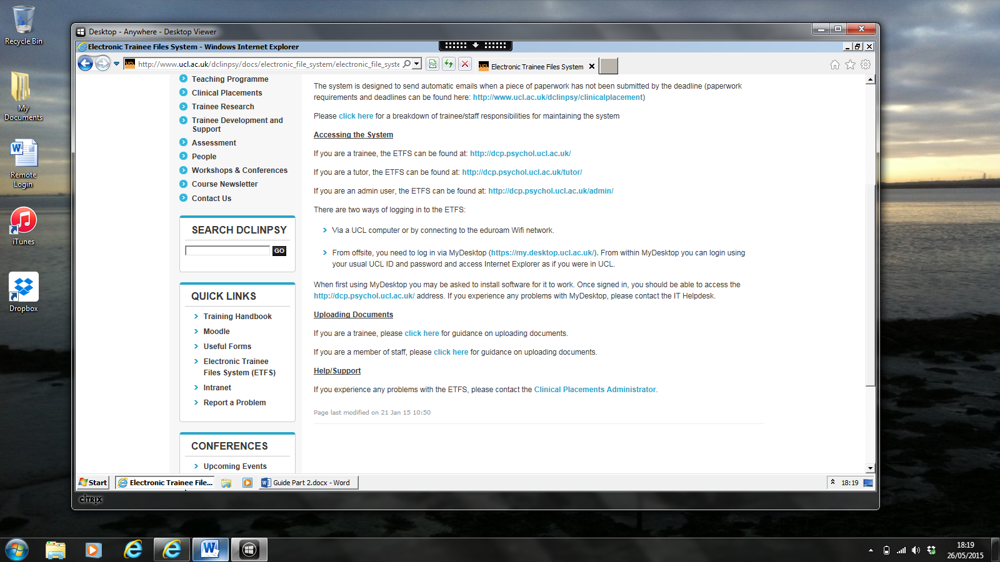 Recycle Bin
My
Documents
Remote
Login
iTunes
Dropbox
Desktop - Anywhere - Desktop Viewer
Electronic Trainee Files System - Windows Internet Explorer
UCL
http://www.ucl.ac.uk/dclinpsy/docs/electronic_file_system/electronic_file_syste
UCL
Electronic Trainee Files System
Teaching Programme
Clinical Placements
Trainee Research
Trainee Development and
Support
Assessment
People
Workshops & Conferences
Course Newsletter
Contact Us
SEARCH DCLINPSY
GO
QUICK LINKS
Training Handbook
Moodle
Useful Forms
Electronic Trainee
Files System (ETFS)
Intranet
Report a Problem
CONFERENCES
Upcoming Events
The system is designed to send automatic emails when a piece of paperwork has not been submitted by the deadline (paperwork
requirements and deadlines can be found here: http://www.ucl.ac.uk/dclinpsy/clinicalplacement)
Please click here for a breakdown of trainee/staff responsibilities for maintaining the system
Accessing the System
If you are a trainee, the ETFS can be found at: http://dcp.psychol.ucl.ac.uk/
If you are a tutor, the ETFS can be found at: http://dcp.psychol.ucl.ac.uk/tutor/
If you are an admin user, the ETFS can be found at: http://dcp.psychol.ucl.ac.uk/admin/
There are two ways of logging in to the ETFS:
Via a UCL computer or by connecting to the eduroam Wifi network.
From offsite, you need to log in via MyDesktop (https://my.desktop.ucl.ac.uk/). From within MyDesktop you can login using
your usual UCL ID and password and access Internet Explorer as if you were in UCL.
When first using MyDesktop you may be asked to install software for it to work. Once signed in, you should be able to access the
http://dcp.psychol.ucl.ac.uk/ address. If you experience any problems with MyDesktop, please contact the IT Helpdesk.
Uploading Documents
If you are a trainee, please click here for guidance on uploading documents.
If you are a member of staff, please click here for guidance on uploading documents.
Help/Support
If you experience any problems with the ETFS, please contact the Clinical Placements Administrator.
Page last modified on 21 Jan 15 10:50
Start
Electronic Trainee File...
Guide Part 2.docx - Word
18:19
CITRIX
18:19
26/05/2015